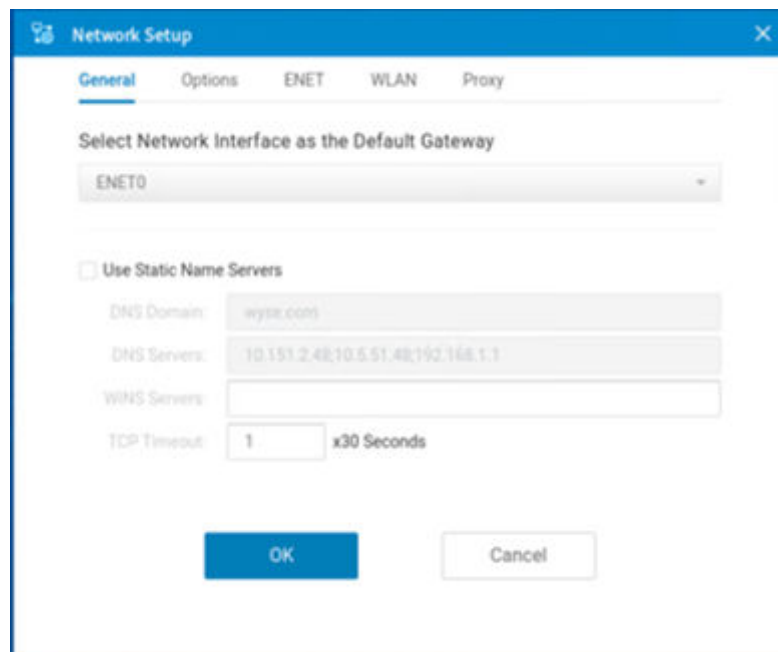 Network Setup
General Options ENET WLAN Proxy
Select Network Interface as the Default Gateway
ENET0
Use Static Name Servers
DNS Domain: wyse.com
DNS Servers: 10.151.2.48;10.5.51.48;192.168.1.1
WINS Servers:
TCP Timeout: 1 x30 Seconds
OK Cancel